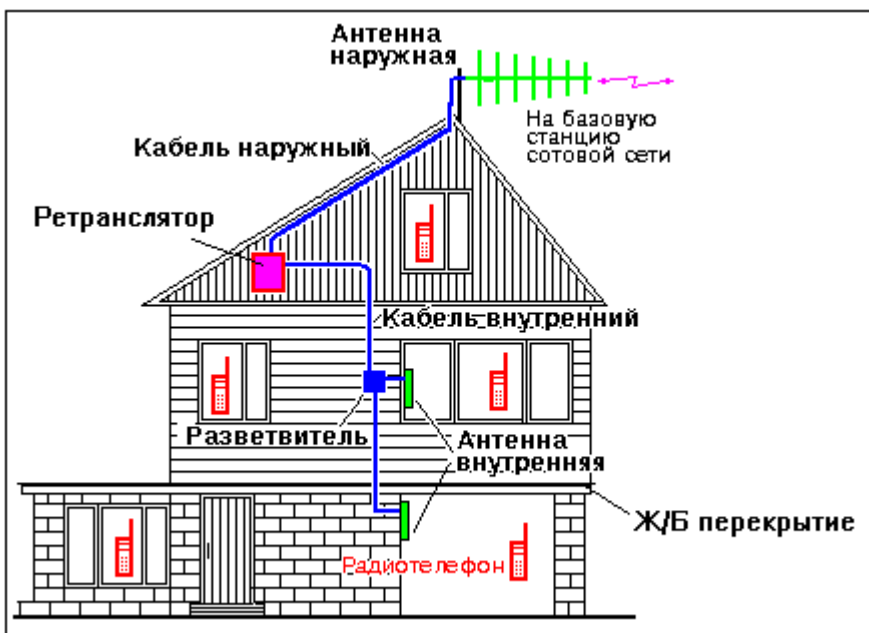 Антенна
наружная
На базовую
станцию
сотовой сети
Кабель наружный
Ретранслятор
Кабель внутренний
Разветвитель
Антенна
внутренняя
Ж/Б перекрытие
Радиотелефон